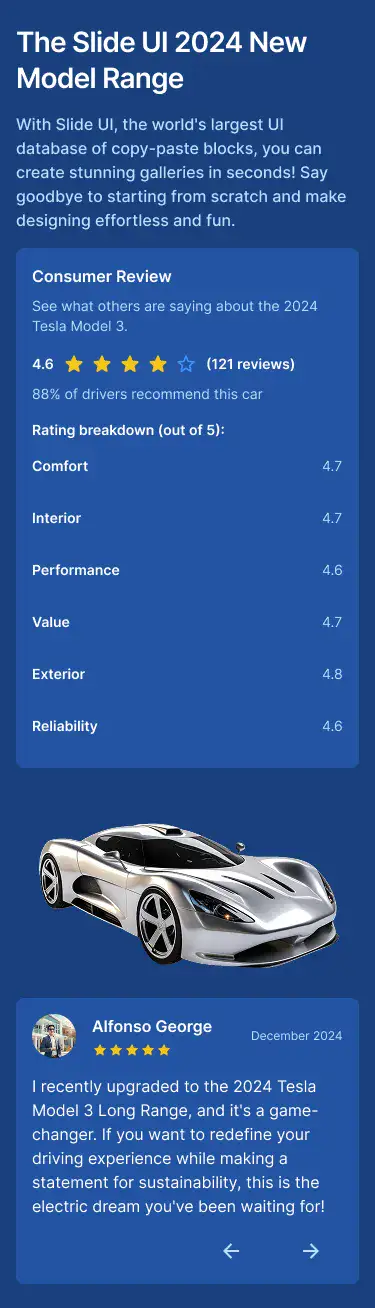 The Slide UI 2024 New
Model Range
With Slide UI, the world's largest UI
database of copy-paste blocks, you can
create stunning galleries in seconds! Say
goodbye to starting from scratch and make
designing effortless and fun.
Consumer Review
See what others are saying about the 2024
Tesla Model 3.
4.6 (121 reviews)
88% of drivers recommend this car
Rating breakdown (out of 5):
Comfort 4.7
Interior 4.7
Performance 4.6
Value 4.7
Exterior 4.8
Reliability 4.6
Alfonso George
December 2024
I recently upgraded to the 2024 Tesla
Model 3 Long Range, and it's a game-
changer. If you want to redefine your
driving experience while making a
statement for sustainability, this is the
electric dream you've been waiting for!